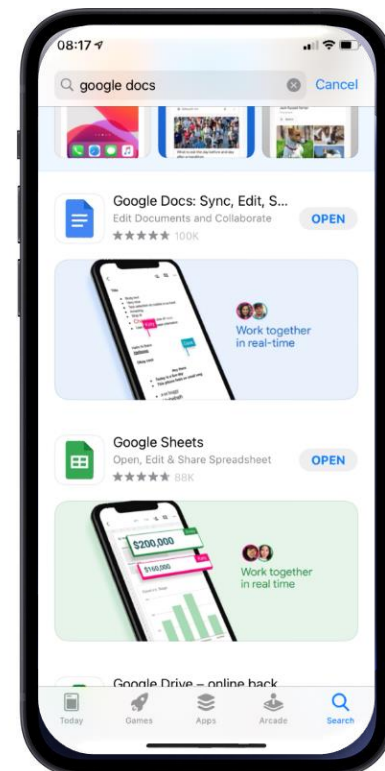 08:17
google docs
Cancel
Google Docs: Sync, Edit, S...
Edit Documents and Collaborate
100K
OPEN
Work together
in real-time
Google Sheets
Open, Edit & Share Spreadsheet
88K
OPEN
$200,000
$160,000
Work together
in real time
Google Drive – online back
Today
Games
Apps
Arcade
Search